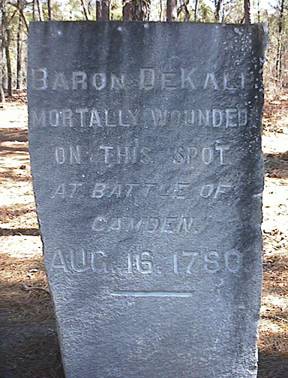 BARON DEKALB
MORTALLY WOUNDED
ON THIS SPOT
AT BATTLE OF
CAMDEN
AUG. 16. 1780